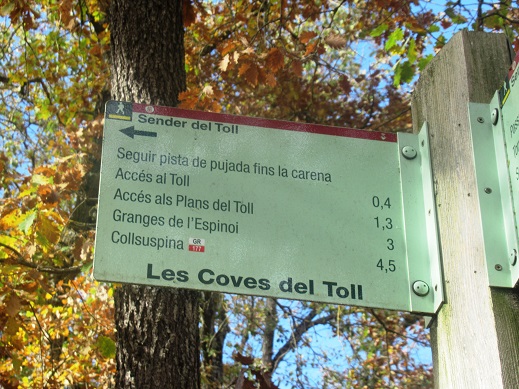 Sender del Toll
Seguir pista de pujada fins la carena
Accés al Toll 0,4
Accés als Plans del Toll 1,3
Granges de l'Espinoi 3
Collsuspina GR 177 4,5
Les Coves del Toll